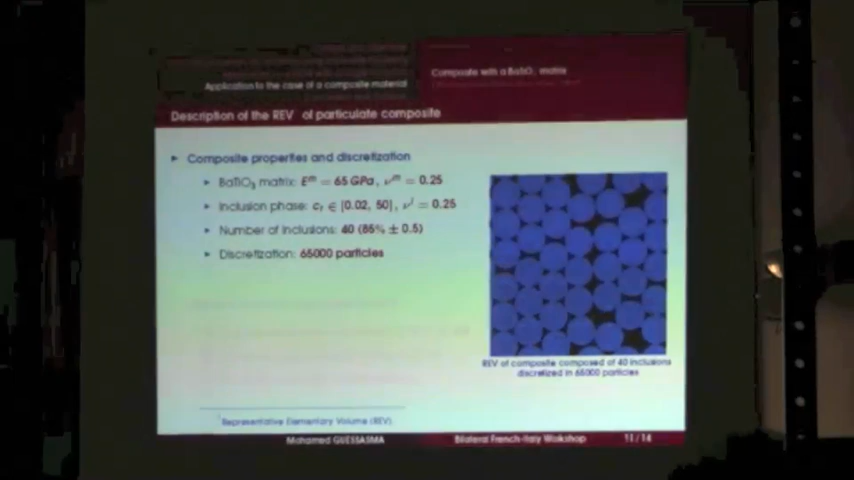 Application to the case of a composite material
Composite with a BaTiO3 matrix
Description of the REV of particulate composite
Composite properties and discretization
BaTiO3 matrix: E^m = 65 GPa, ν^m = 0.25
Inclusion phase: c_r ∈ [0.02, 50], ν^i = 0.25
Number of inclusions: 40 (85% ± 0.5)
Discretization: 65000 particles
REV of composite composed of 40 inclusions
discretized in 65000 particles
Representative Elementary Volume (REV)
Mohamed GUESSASMA
Bilateral French-Italy Wokshop
11/14